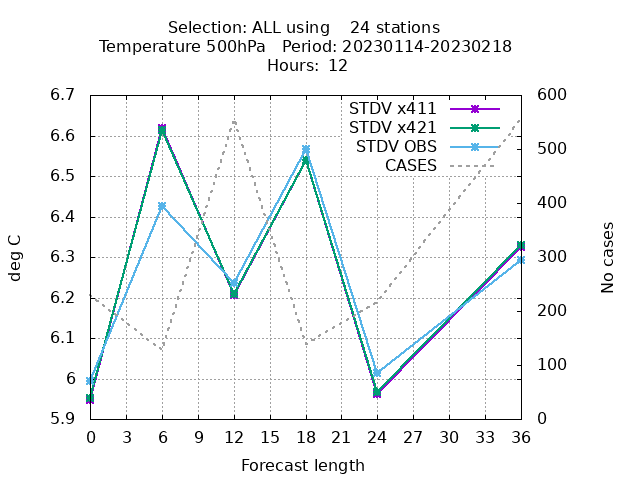 Selection: ALL using    24 stations
Temperature 500hPa   Period: 20230114-20230218
Hours: 12
STDV x411
STDV x421
STDV OBS
CASES
deg C
6.7
6.6
6.5
6.4
6.3
6.2
6.1
6
5.9
600
500
400
300
200
100
0
No cases
0 3 6 9 12 15 18 21 24 27 30 33 36
Forecast length